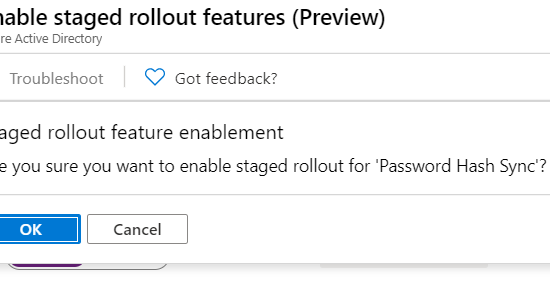 nable staged rollout features (Preview)
re Active Directory
Troubleshoot
Got feedback?
aged rollout feature enablement
e you sure you want to enable staged rollout for 'Password Hash Sync'?
OK
Cancel